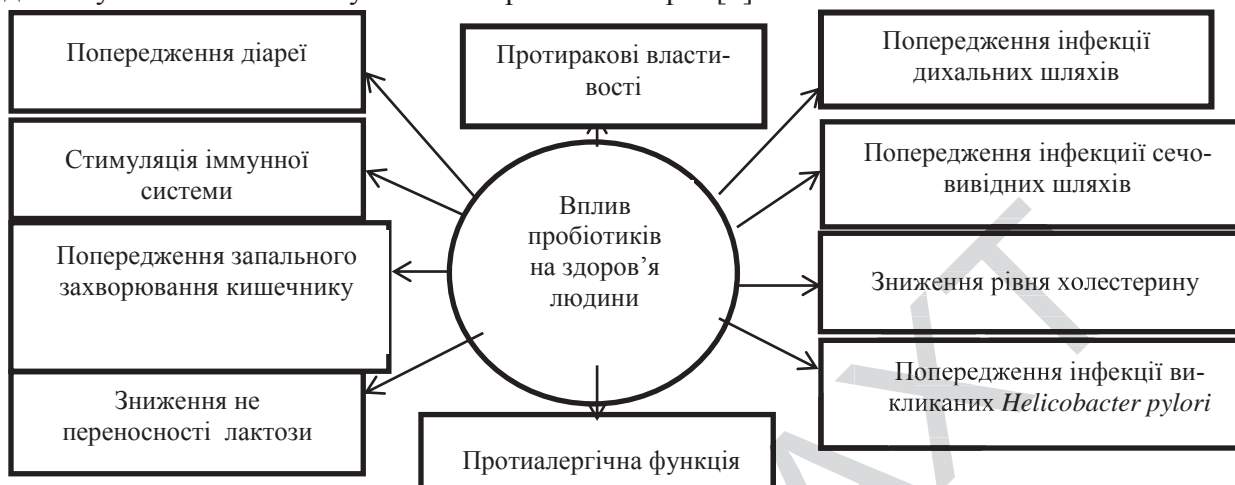 Попередження діареї
Протиракові власти-
вості
Попередження інфекції
дихальних шляхів
Стимуляція іммунної
системи
Попередження інфекциії сечо-
вивідних шляхів
Вплив
пробіотиків
на здоров’я
людини
Попередження запального
захворювання кишечнику
Зниження рівня холестерину
Зниження не
переносності лактози
Попередження інфекції ви-
кликаних Helicobacter pylori
Протиалергічна функція